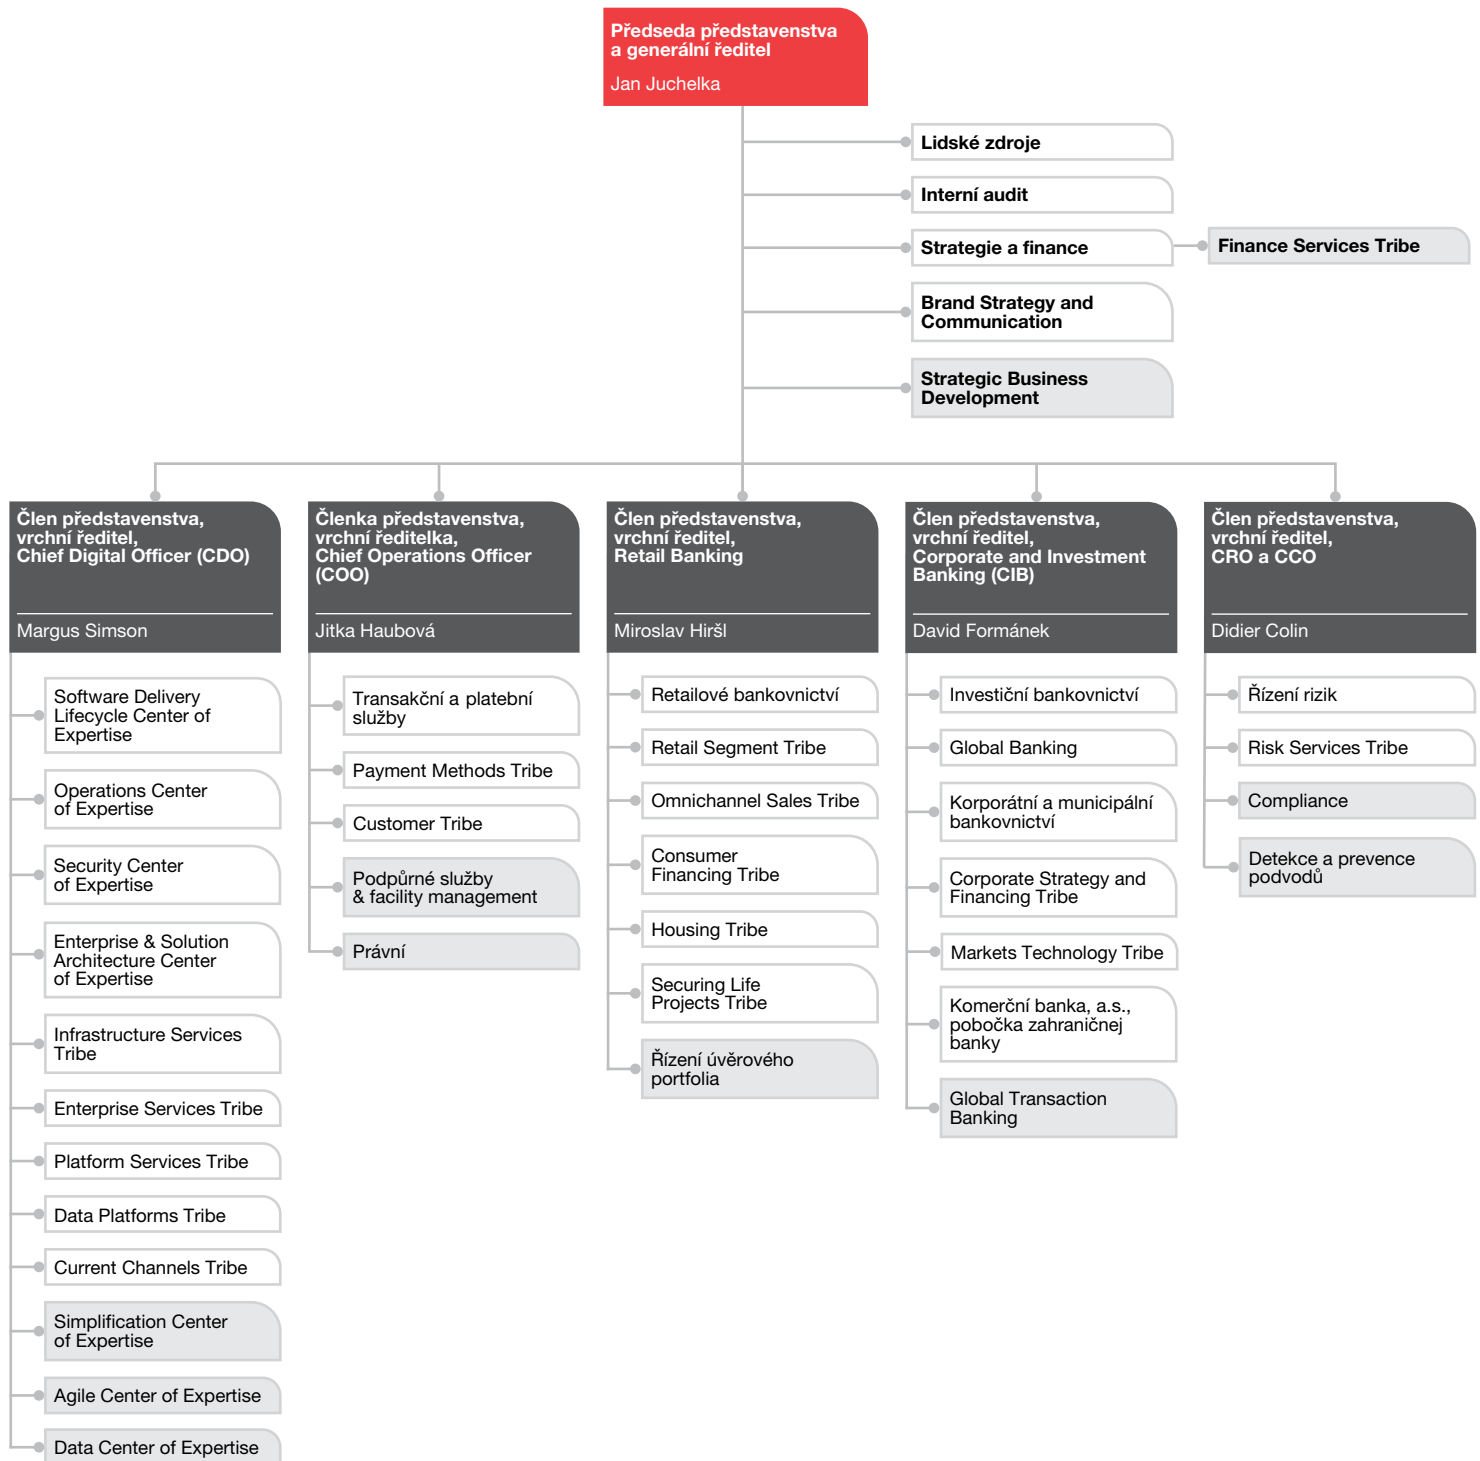 Předseda představenstva
a generální ředitel
Jan Juchelka
Lidské zdroje
Interní audit
Strategie a finance
Finance Services Tribe
Brand Strategy and
Communication
Strategic Business
Development
Člen představenstva,
vrchní ředitel,
Chief Digital Officer (CDO)
Margus Simson
Software Delivery
Lifecycle Center of
Expertise
Operations Center
of Expertise
Security Center
of Expertise
Enterprise & Solution
Architecture Center
of Expertise
Infrastructure Services
Tribe
Enterprise Services Tribe
Platform Services Tribe
Data Platforms Tribe
Current Channels Tribe
Simplification Center
of Expertise
Agile Center of Expertise
Data Center of Expertise
Členka představenstva,
vrchní ředitelka,
Chief Operations Officer
(COO)
Jitka Haubová
Transakční a platební
služby
Payment Methods Tribe
Customer Tribe
Podpůrné služby
& facility management
Právní
Člen představenstva,
vrchní ředitel,
Retail Banking
Miroslav Hiršl
Retailové bankovnictví
Retail Segment Tribe
Omnichannel Sales Tribe
Consumer
Financing Tribe
Housing Tribe
Securing Life
Projects Tribe
Řízení úvěrového
portfolia
Člen představenstva,
vrchní ředitel,
Corporate and Investment
Banking (CIB)
David Formánek
Investiční bankovnictví
Global Banking
Korporátní a municipální
bankovnictví
Corporate Strategy and
Financing Tribe
Markets Technology Tribe
Komerční banka, a.s.,
pobočka zahraničnej
banky
Global Transaction
Banking
Člen představenstva,
vrchní ředitel,
CRO a CCO
Didier Colin
Řízení rizik
Risk Services Tribe
Compliance
Detekce a prevence
podvodů